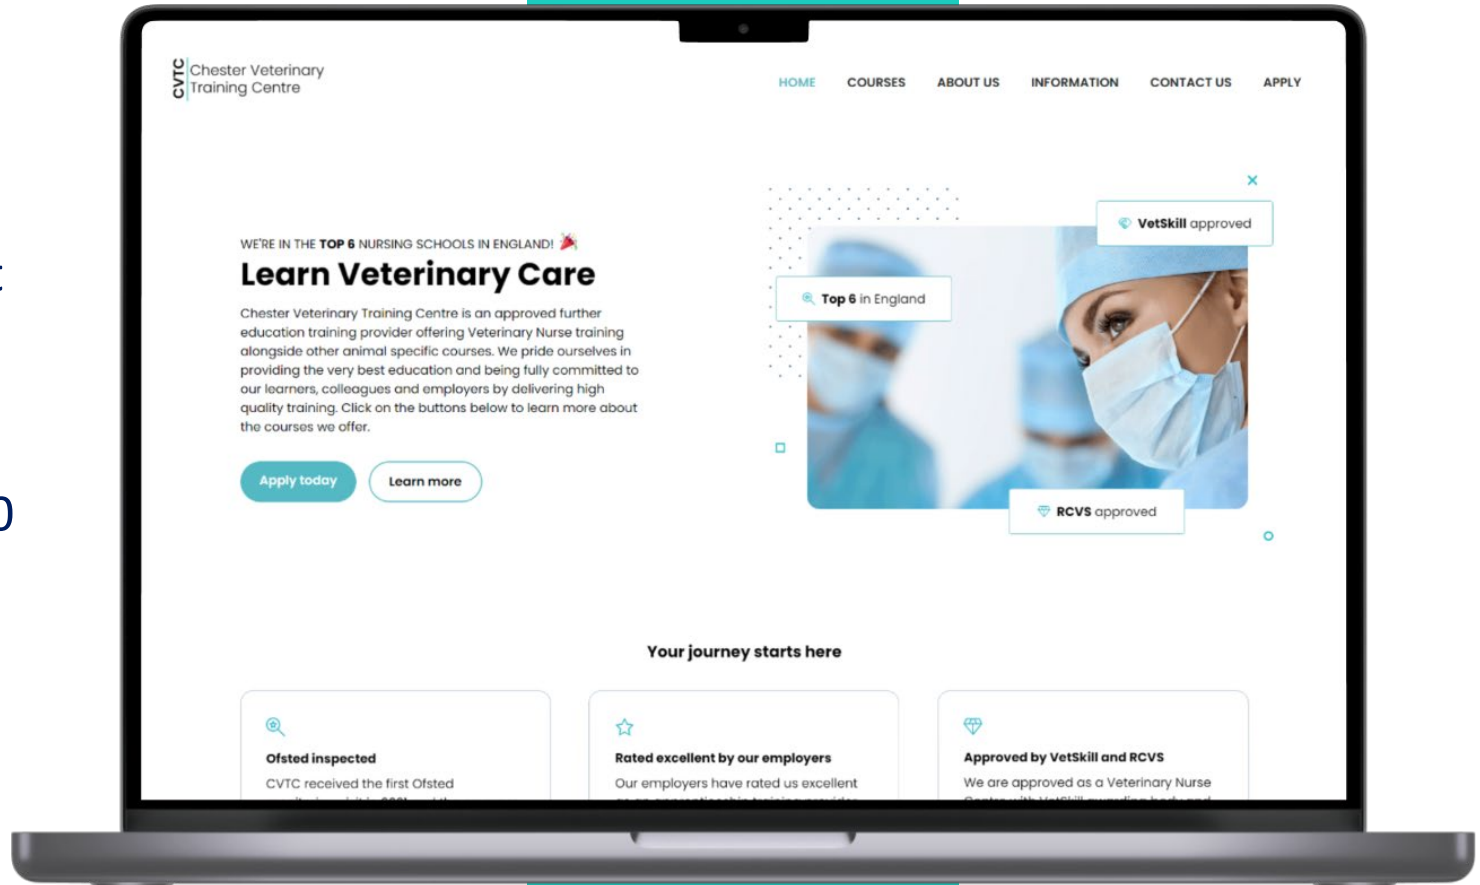 CVTC
Chester Veterinary
Training Centre
HOME COURSES ABOUT US INFORMATION CONTACT US APPLY
WE'RE IN THE TOP 6 NURSING SCHOOLS IN ENGLAND!
Learn Veterinary Care
Chester Veterinary Training Centre is an approved further
education training provider offering Veterinary Nurse training
alongside other animal specific courses. We pride ourselves in
providing the very best education and being fully committed to
our learners, colleagues and employers by delivering high
quality training. Click on the buttons below to learn more about
the courses we offer.
Apply today
Learn more
VetSkill approved
Top 6 in England
RCVS approved
Your journey starts here
Ofsted inspected
CVTC received the first Ofsted
Rated excellent by our employers
Our employers have rated us excellent
Approved by VetSkill and RCVS
We are approved as a Veterinary Nurse